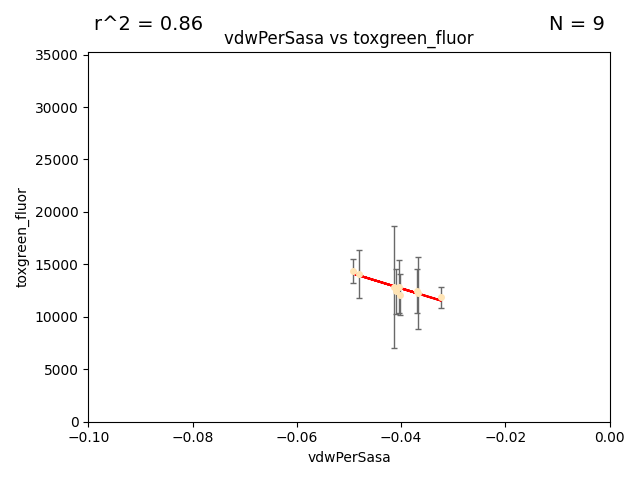 r^2 = 0.86
N = 9
vdwPerSasa vs toxgreen_fluor
35000
30000
25000
20000
15000
10000
5000
0
toxgreen_fluor
−0.10
−0.08
−0.06
−0.04
−0.02
0.00
vdwPerSasa